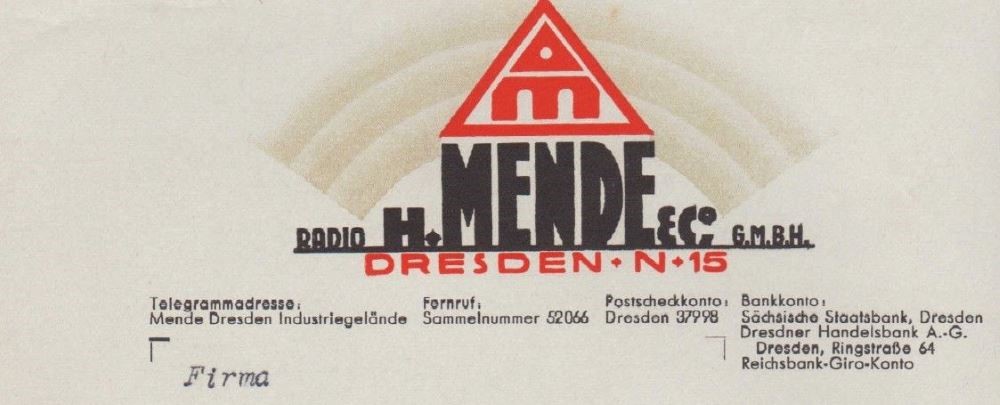 RADIO H. MENDE & Co. G.M.B.H.
DRESDEN · N · 15
Telegrammadresse:
Mende Dresden Industriegelände
Fernruf:
Sammelnummer 52066
Postscheckkonto:
Dresden 37998
Bankkonto:
Sächsische Staatsbank, Dresden
Dresdner Handelsbank A.-G.
Dresden, Ringstraße 64
Reichsbank-Giro-Konto
Firma